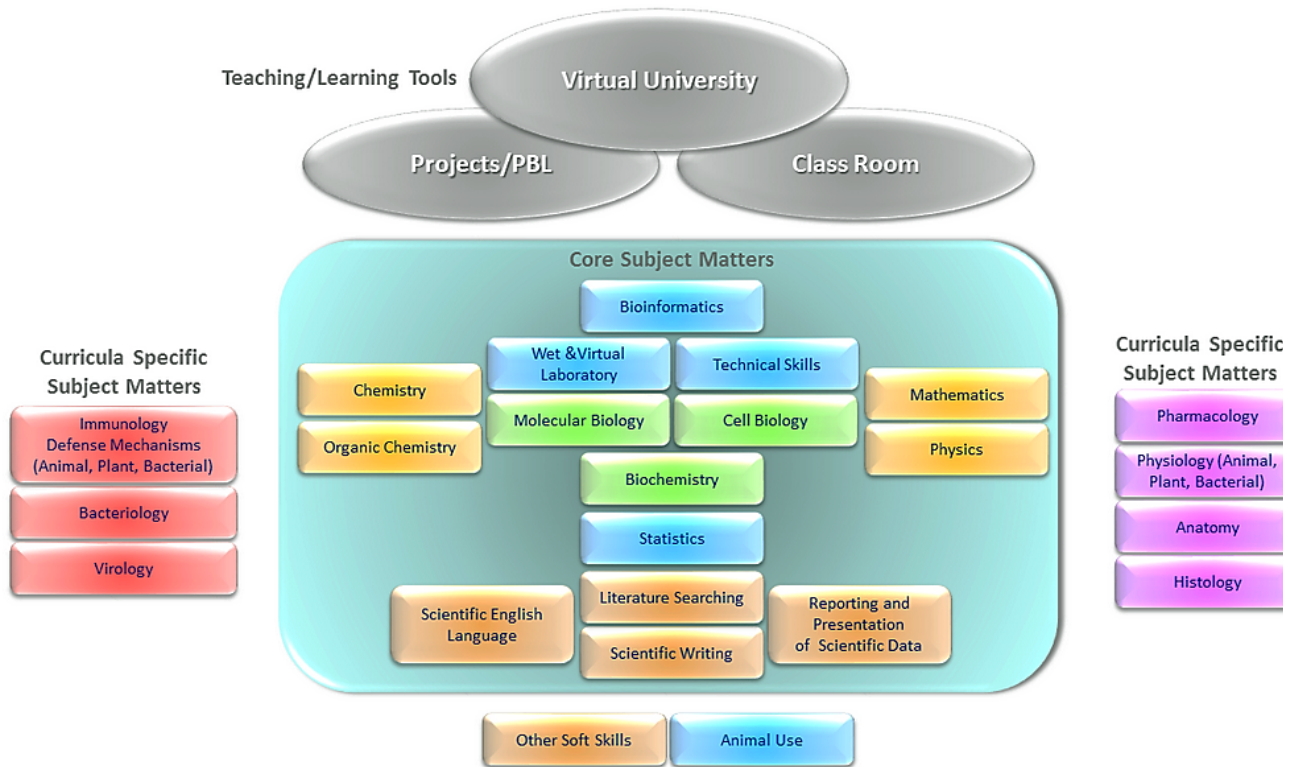 Teaching/Learning Tools
Virtual University
Projects/PBL
Class Room
Core Subject Matters
Bioinformatics
Wet &Virtual
Laboratory
Technical Skills
Chemistry
Mathematics
Molecular Biology
Cell Biology
Organic Chemistry
Physics
Biochemistry
Statistics
Literature Searching
Scientific English
Language
Reporting and
Presentation
of Scientific Data
Scientific Writing
Curricula Specific
Subject Matters
Immunology
Defense Mechanisms
(Animal, Plant, Bacterial)
Bacteriology
Virology
Curricula Specific
Subject Matters
Pharmacology
Physiology (Animal,
Plant, Bacterial)
Anatomy
Histology
Other Soft Skills
Animal Use